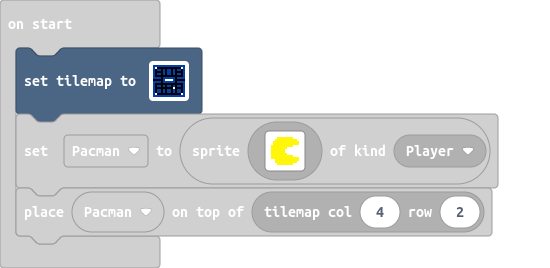 on start
set tilemap to
set Pacman to sprite of kind Player
place Pacman on top of tilemap col 4 row 2